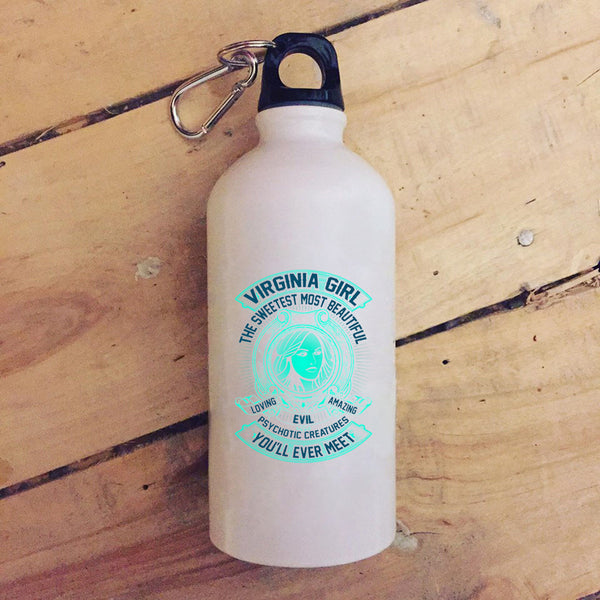 VIRGINIA GIRL
THE SWEETEST MOST BEAUTIFUL
LOVING AMAZING
EVIL
PSYCHOTIC CREATURES
YOU'LL EVER MEET